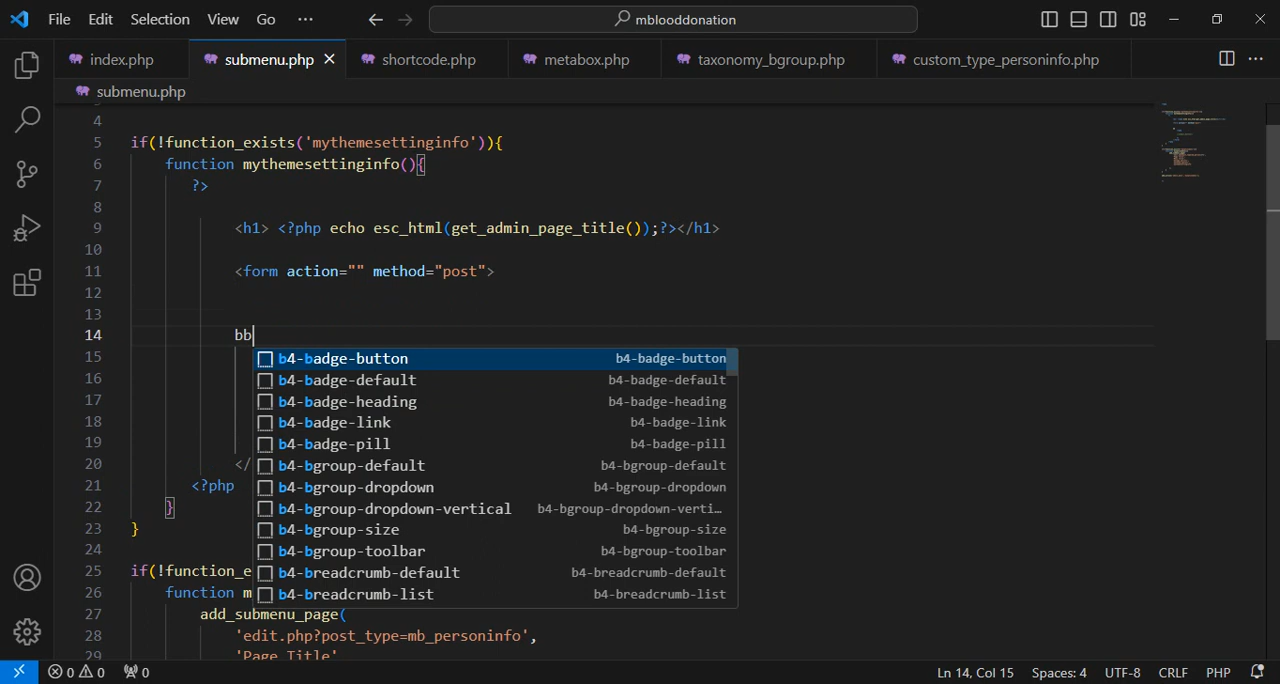 File Edit Selection View Go ··· mblooddonation
index.php submenu.php shortcode.php metabox.php taxonomy_bgroup.php custom_type_personinfo.php
submenu.php
4
5 if(!function_exists('mythemesettinginfo')){
6 function mythemesettinginfo(){
7 ?>
8
9 <h1> <?php echo esc_html(get_admin_page_title());?></h1>
10
11 <form action="" method="post">
12
13
14 bb
15 b4-badge-button b4-badge-button
16 b4-badge-default b4-badge-default
17 b4-badge-heading b4-badge-heading
18 b4-badge-link b4-badge-link
19 b4-badge-pill b4-badge-pill
20 </ b4-bgroup-default b4-bgroup-default
21 <?php b4-bgroup-dropdown b4-bgroup-dropdown
22 } b4-bgroup-dropdown-vertical b4-bgroup-dropdown-verti…
23 } b4-bgroup-size b4-bgroup-size
24 b4-bgroup-toolbar b4-bgroup-toolbar
25 if(!function_e b4-breadcrumb-default b4-breadcrumb-default
26 function m b4-breadcrumb-list b4-breadcrumb-list
27 add_submenu_page(
28 'edit.php?post_type=mb_personinfo',
29 'Page Title'
0 0 0 Ln 14, Col 15 Spaces: 4 UTF-8 CRLF PHP